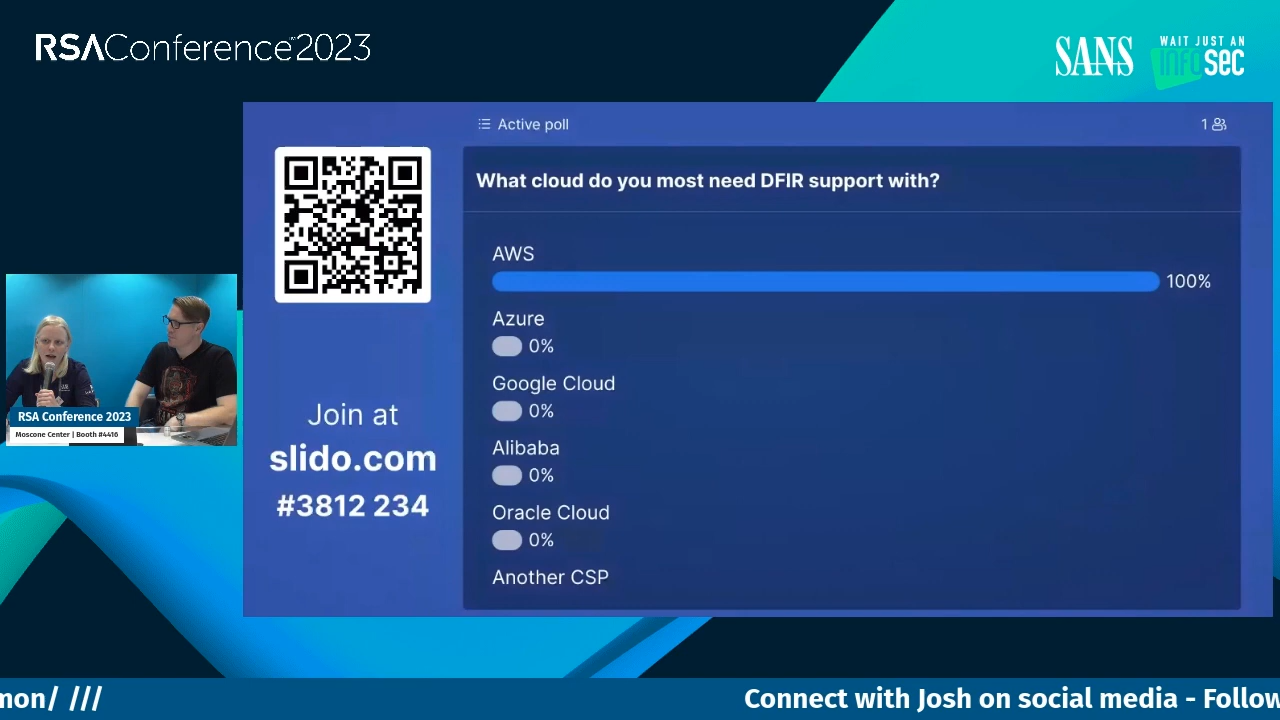 RSAConference™2023
SANS
WAIT JUST AN
INFOSEC
Active poll
1
What cloud do you most need DFIR support with?
AWS
100%
Azure
0%
Google Cloud
0%
Alibaba
0%
Oracle Cloud
0%
Another CSP
Join at
slido.com
#3812 234
RSA Conference 2023
Moscone Center | Booth #4416
mon/ ///
Connect with Josh on social media - Follow